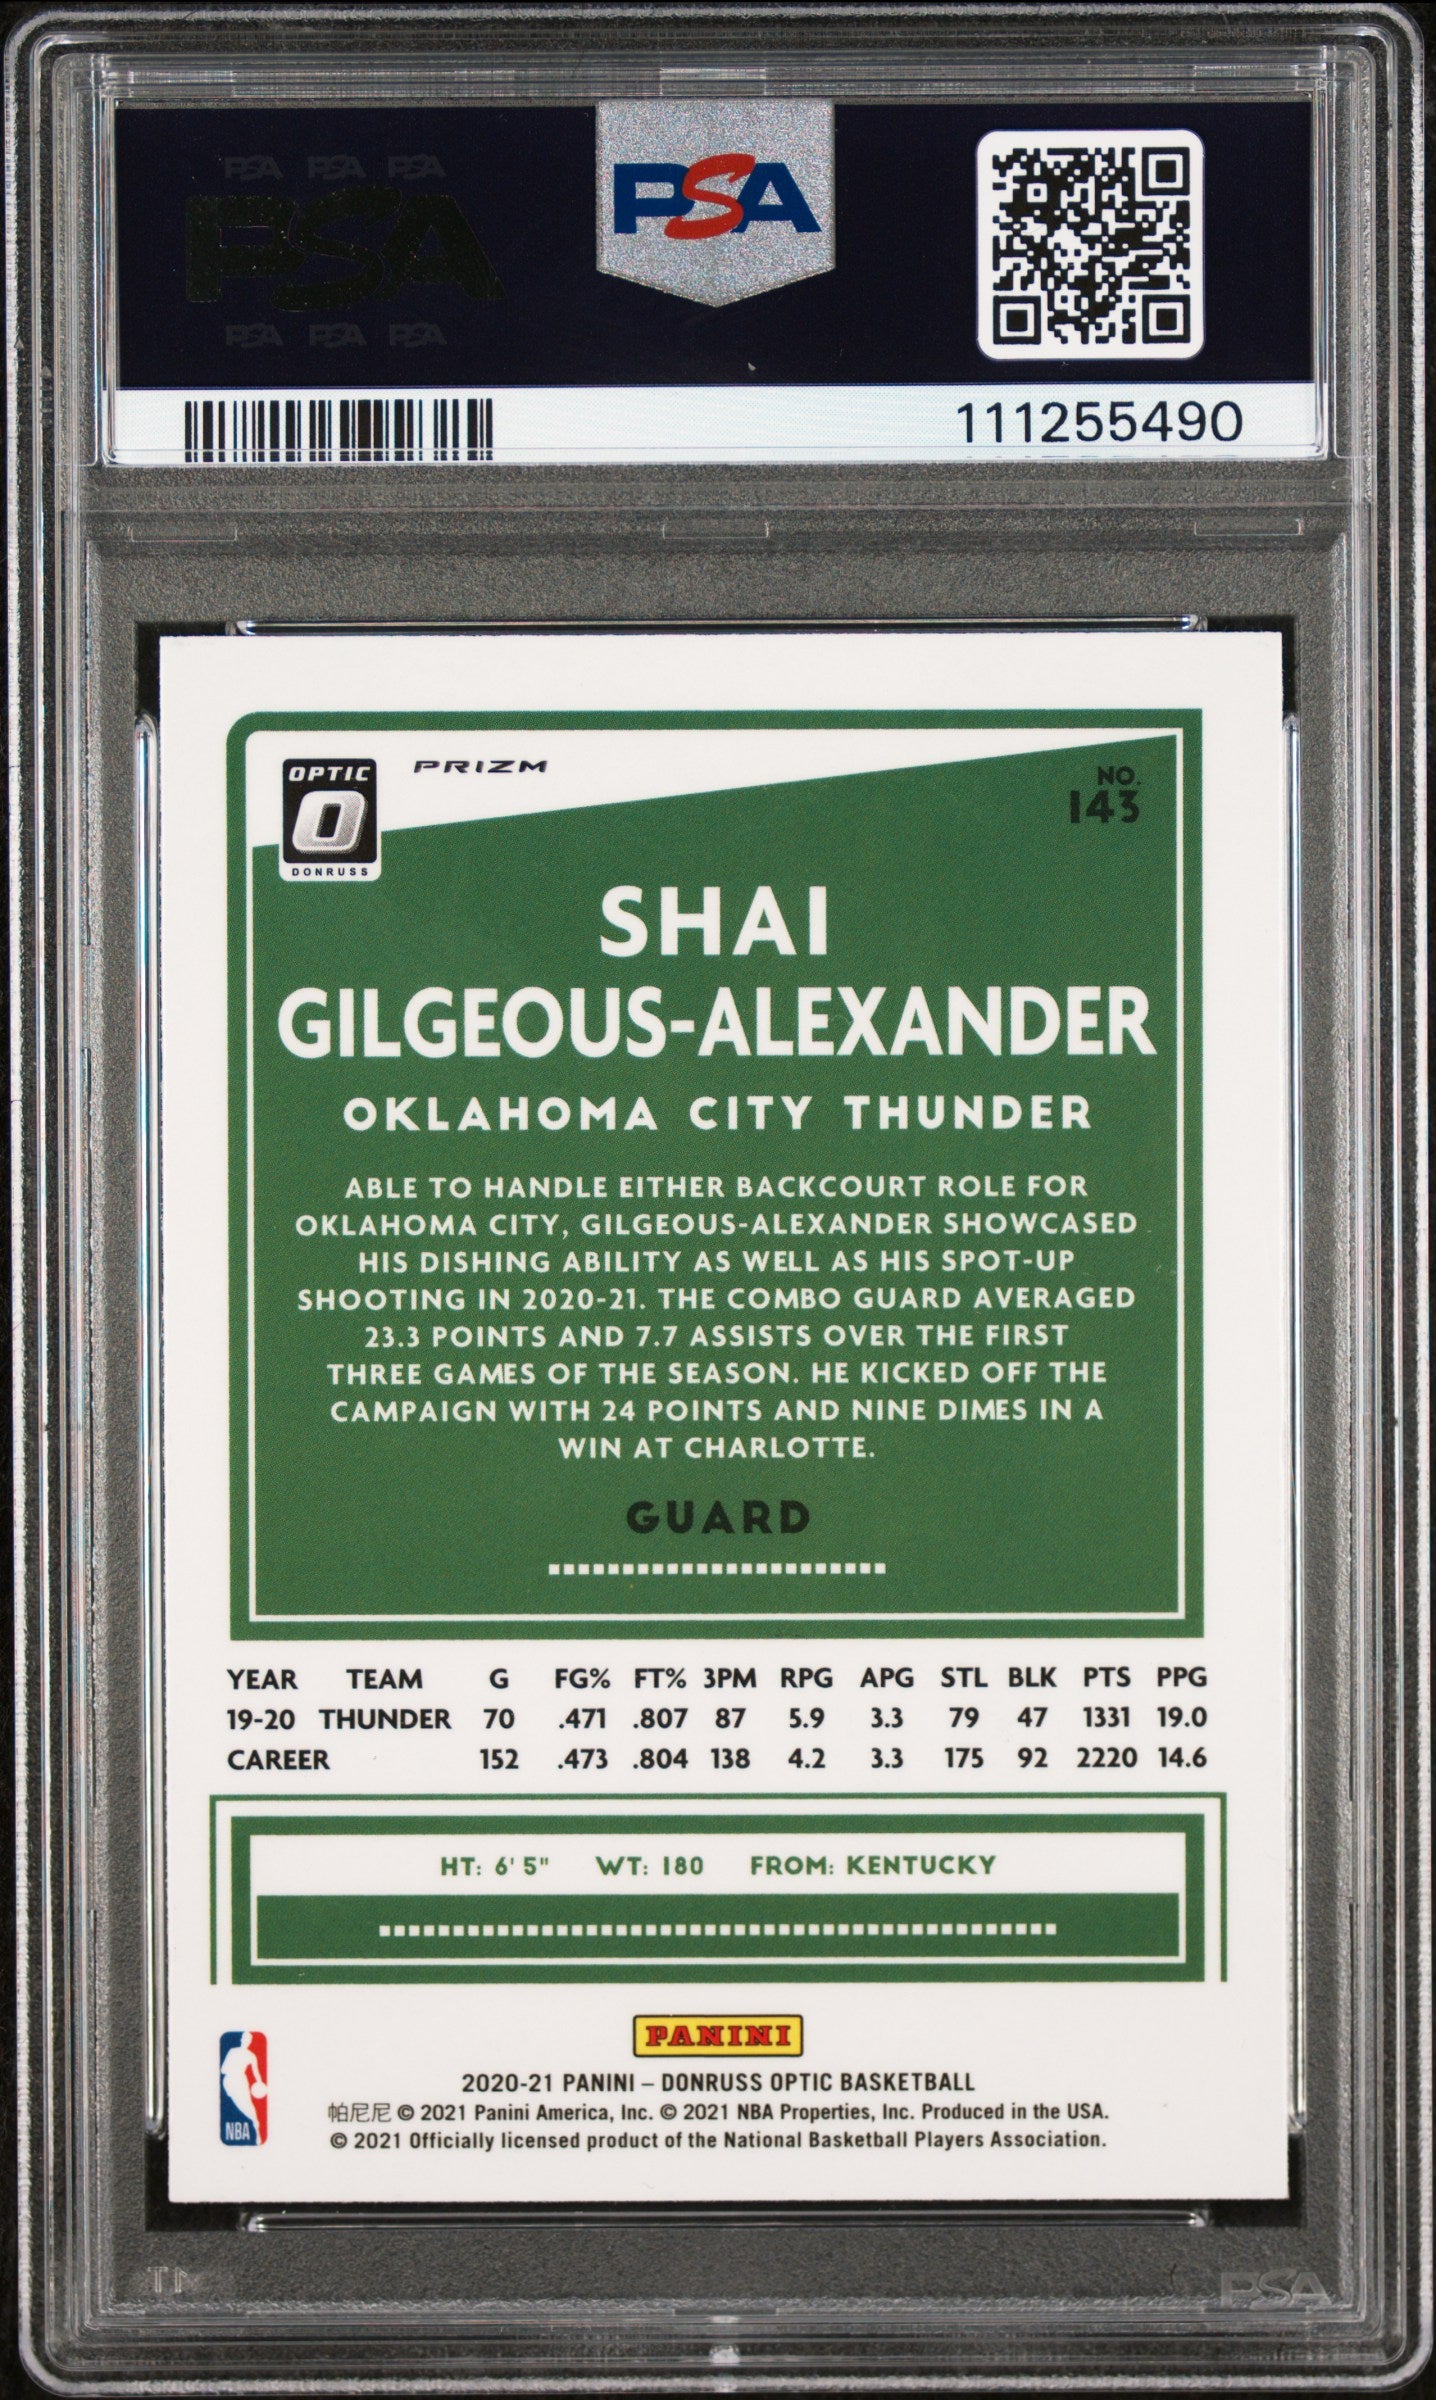 PSA PSA PSA
PSA
PSA PSA PSA
PSA
111255490
OPTIC
O
DONRUSS
PRIZM
NO.
143
SHAI
GILGEOUS-ALEXANDER
OKLAHOMA CITY THUNDER
ABLE TO HANDLE EITHER BACKCOURT ROLE FOR
OKLAHOMA CITY, GILGEOUS-ALEXANDER SHOWCASED
HIS DISHING ABILITY AS WELL AS HIS SPOT-UP
SHOOTING IN 2020-21. THE COMBO GUARD AVERAGED
23.3 POINTS AND 7.7 ASSISTS OVER THE FIRST
THREE GAMES OF THE SEASON. HE KICKED OFF THE
CAMPAIGN WITH 24 POINTS AND NINE DIMES IN A
WIN AT CHARLOTTE.
GUARD
YEAR TEAM G FG% FT% 3PM RPG APG STL BLK PTS PPG
19-20 THUNDER 70 .471 .807 87 5.9 3.3 79 47 1331 19.0
CAREER 152 .473 .804 138 4.2 3.3 175 92 2220 14.6
HT: 6' 5" WT: 180 FROM: KENTUCKY
PANINI
NBA
2020-21 PANINI – DONRUSS OPTIC BASKETBALL
帕尼尼 © 2021 Panini America, Inc. © 2021 NBA Properties, Inc. Produced in the USA.
© 2021 Officially licensed product of the National Basketball Players Association.
PSA